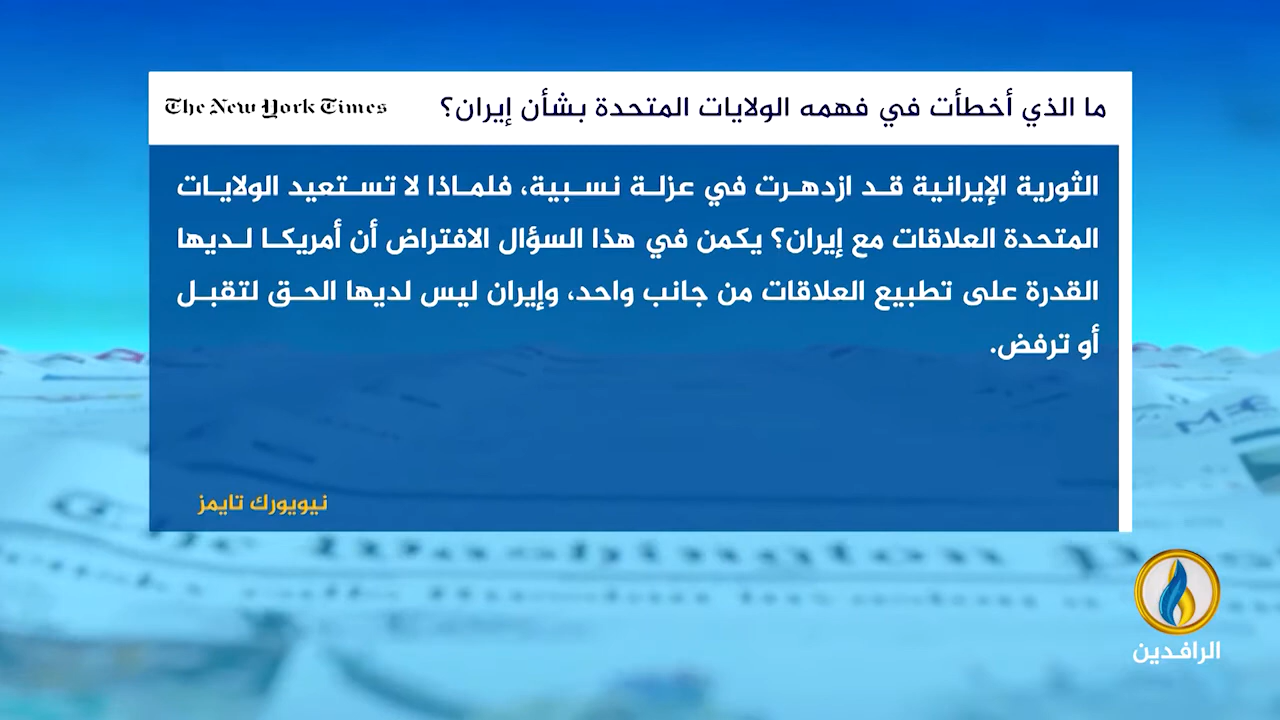 ما الذي أخطأت في فهمه الولايات المتحدة بشأن إيران؟
The New York Times
الثورية الإيرانية قد ازدهرت في عزلة نسبية، فلماذا لا تستعيد الولايات
المتحدة العلاقات مع إيران؟ يكمن في هذا السؤال الافتراض أن أمريكا لديها
القدرة على تطبيع العلاقات من جانب واحد، وإيران ليس لديها الحق لتقبل
أو ترفض.
نيويورك تايمز
الرافدين